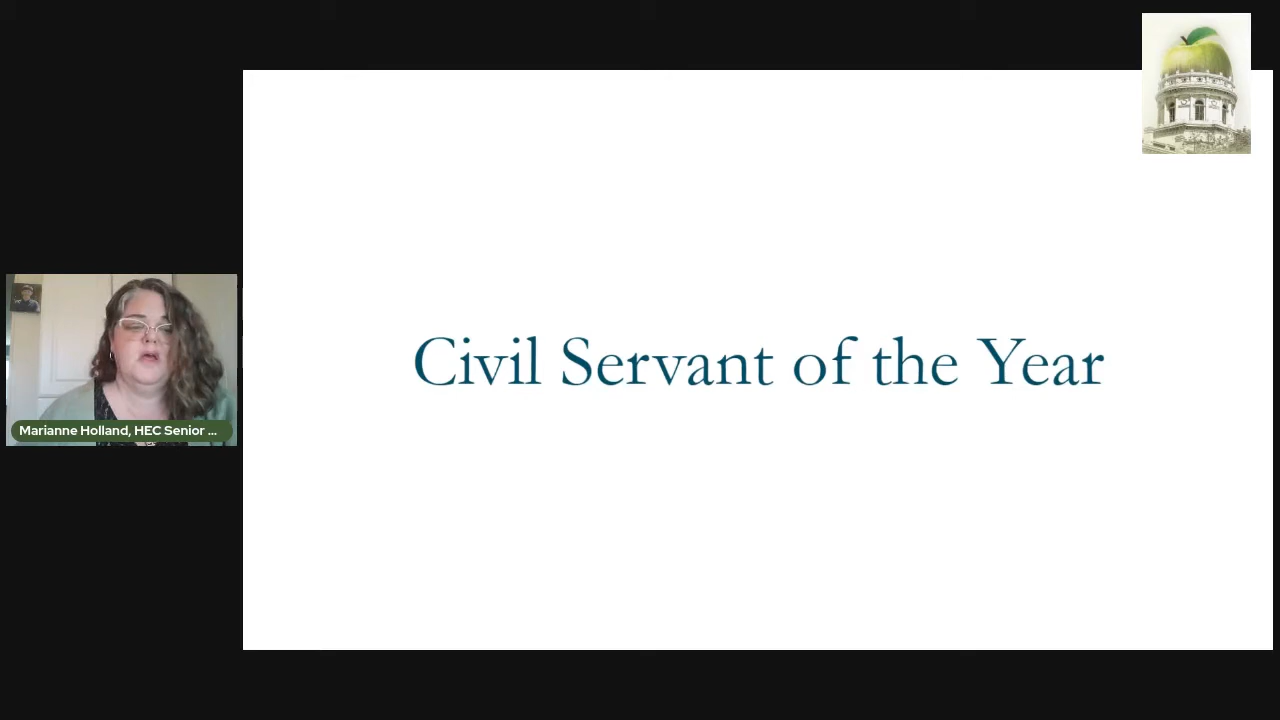 Civil Servant of the Year
Marianne Holland, HEC Senior ...